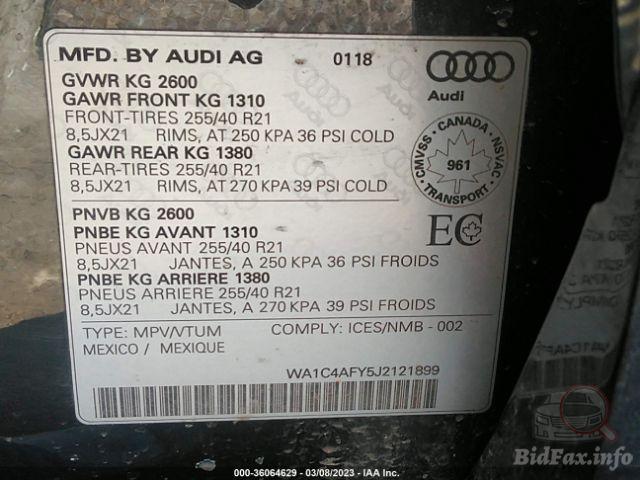 MFD. BY AUDI AG 0118
GVWR KG 2600
GAWR FRONT KG 1310
FRONT-TIRES 255/40 R21
8,5JX21 RIMS, AT 250 KPA 36 PSI COLD
GAWR REAR KG 1380
REAR-TIRES 255/40 R21
8,5JX21 RIMS, AT 270 KPA 39 PSI COLD
PNVB KG 2600
PNBE KG AVANT 1310
PNEUS AVANT 255/40 R21
8,5JX21 JANTES, A 250 KPA 36 PSI FROIDS
PNBE KG ARRIERE 1380
PNEUS ARRIERE 255/40 R21
8,5JX21 JANTES, A 270 KPA 39 PSI FROIDS
TYPE: MPV/VTUM COMPLY: ICES/NMB - 002
MEXICO / MEXIQUE
WA1C4AFY5J2121899
Audi
CMVSS • CANADA • NSVAC
961
TRANSPORT
EC
000-36064629 - 03/08/2023 - IAA Inc.
BidFax.info